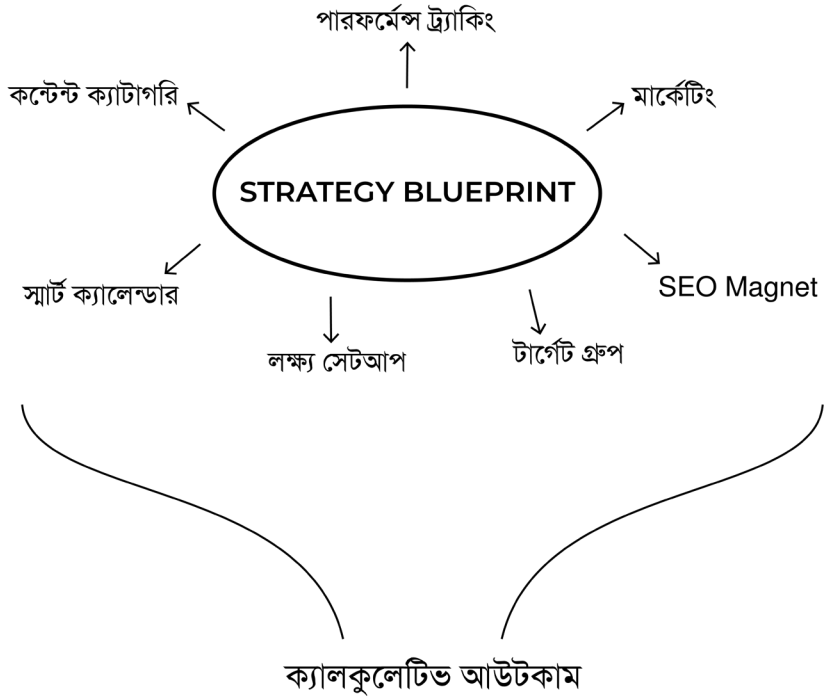 পারফর্মেন্স ট্র্যাকিং
কন্টেন্ট ক্যাটাগরি
মার্কেটিং
STRATEGY BLUEPRINT
স্মার্ট ক্যালেন্ডার
SEO Magnet
লক্ষ্য সেটআপ
টার্গেট গ্রুপ
ক্যালকুলেটিভ আউটকাম